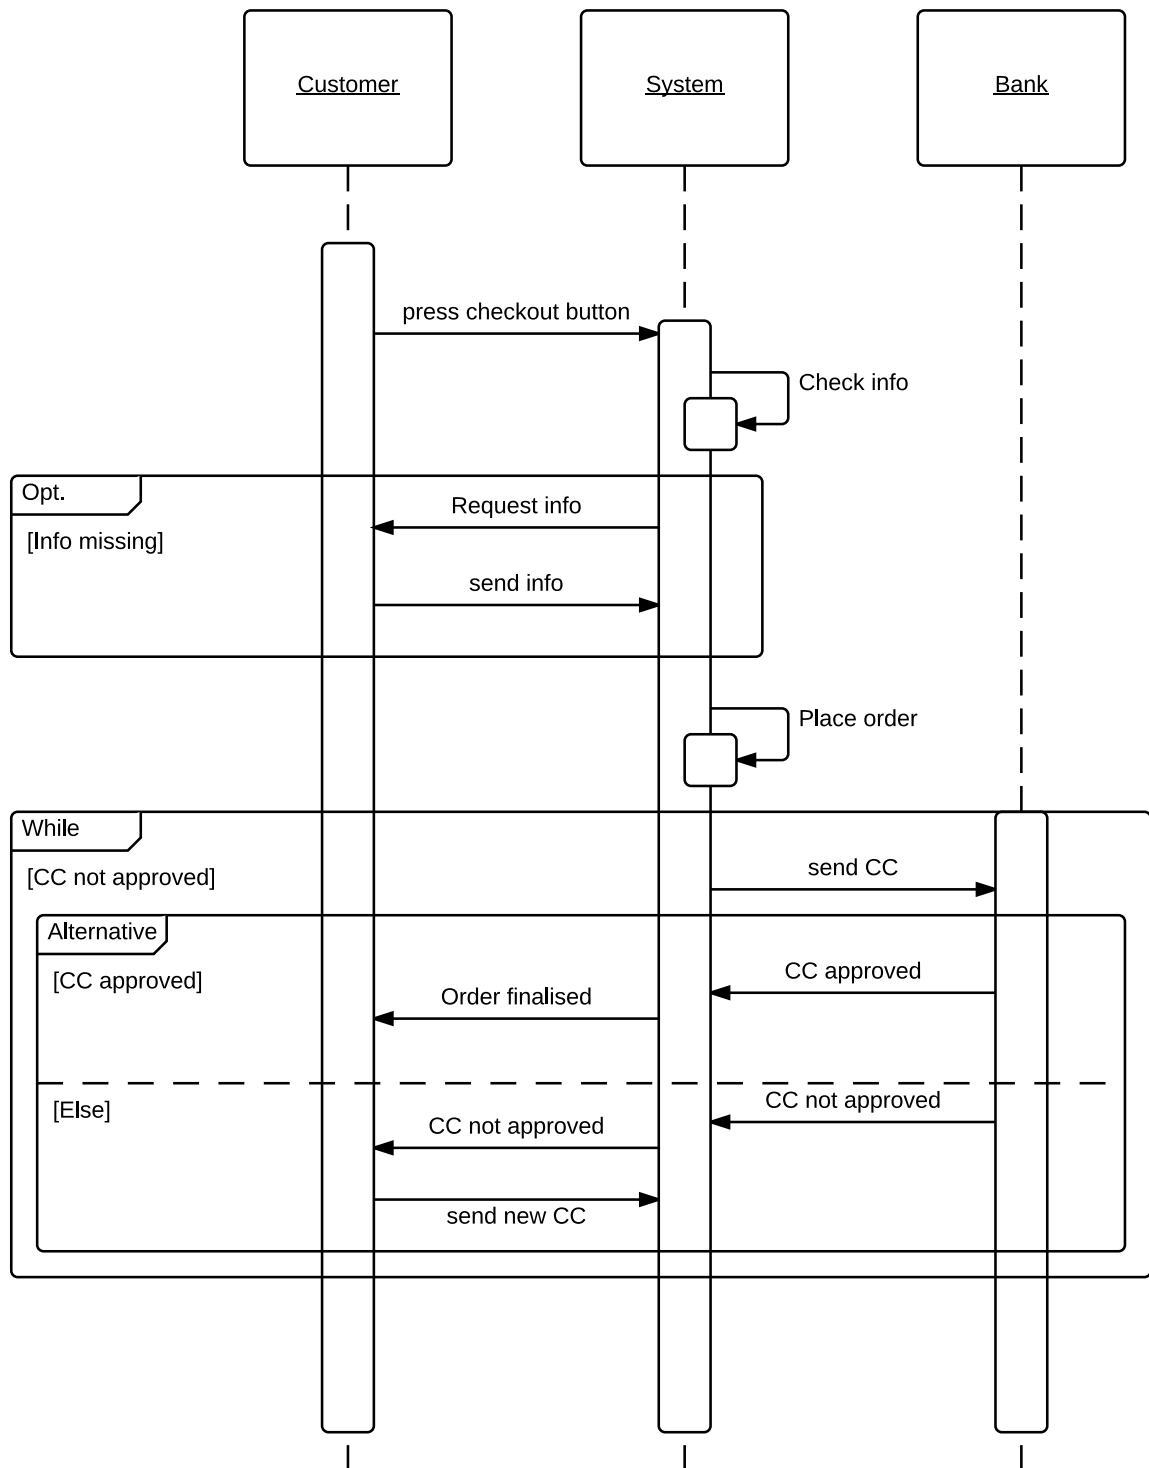 Customer
System
Bank
press checkout button
Check info
Opt.
Request info
[Info missing]
send info
Place order
While
send CC
[CC not approved]
Alternative
CC approved
[CC approved]
Order finalised
CC not approved
[Else]
CC not approved
send new CC